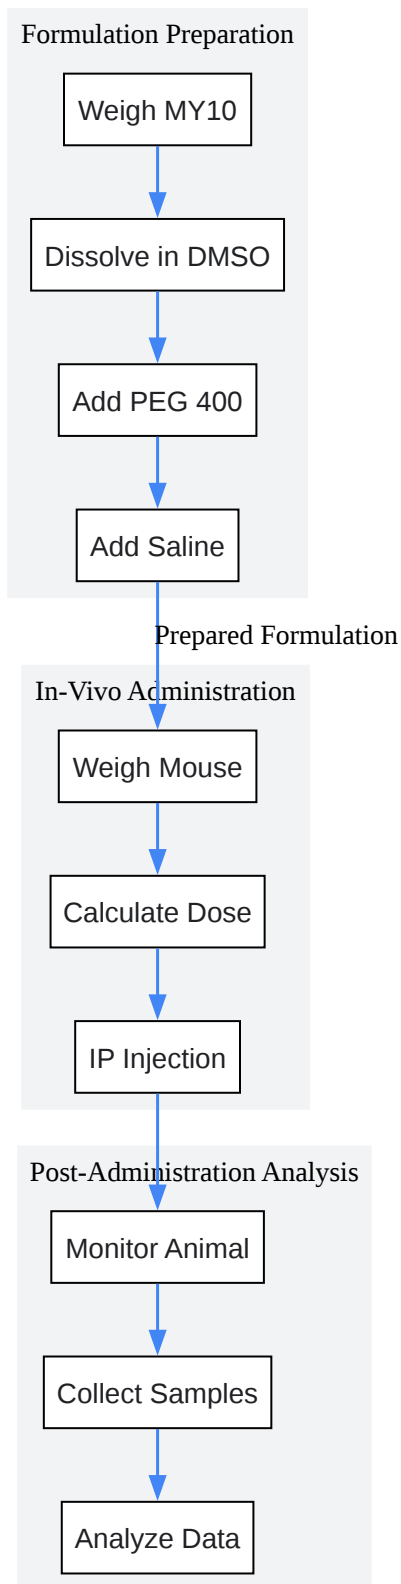 Formulation Preparation
Weigh MY10
Dissolve in DMSO
Add PEG 400
Add Saline
Prepared Formulation
In-Vivo Administration
Weigh Mouse
Calculate Dose
IP Injection
Post-Administration Analysis
Monitor Animal
Collect Samples
Analyze Data